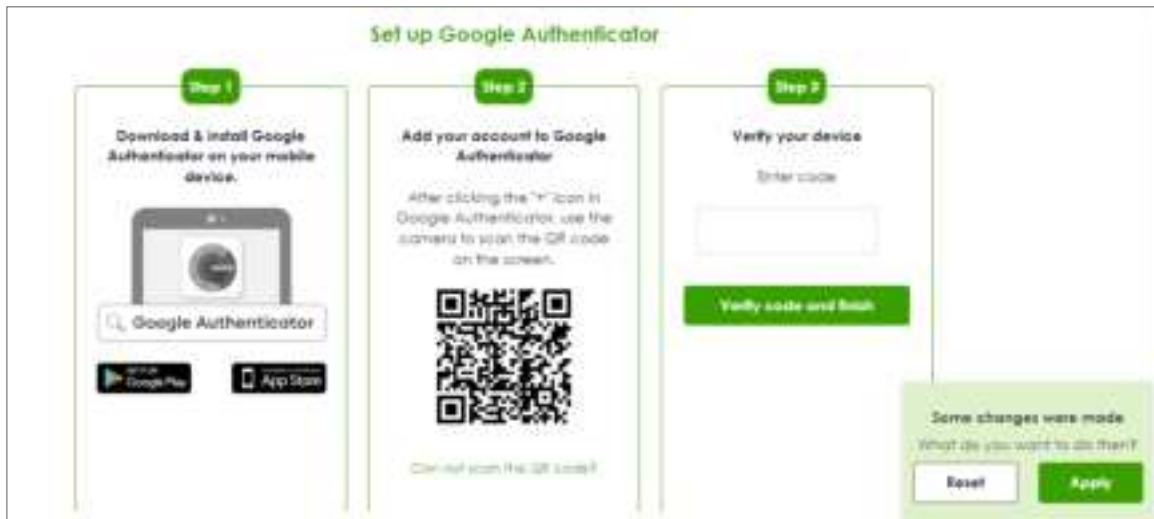 Set up Google Authenticator
Step 1
Download & install Google
Authenticator on your mobile
device.
Google Authenticator
GET IT ON
Google Play
App Store
Step 2
Add your account to Google
Authenticator
After clicking the "+" icon in
Google Authenticator, use the
camera to scan the QR code
on the screen.
Can not scan the QR code?
Step 3
Verify your device
Enter code
Verify code and finish
Some changes were made
What do you want to do then?
Reset
Apply